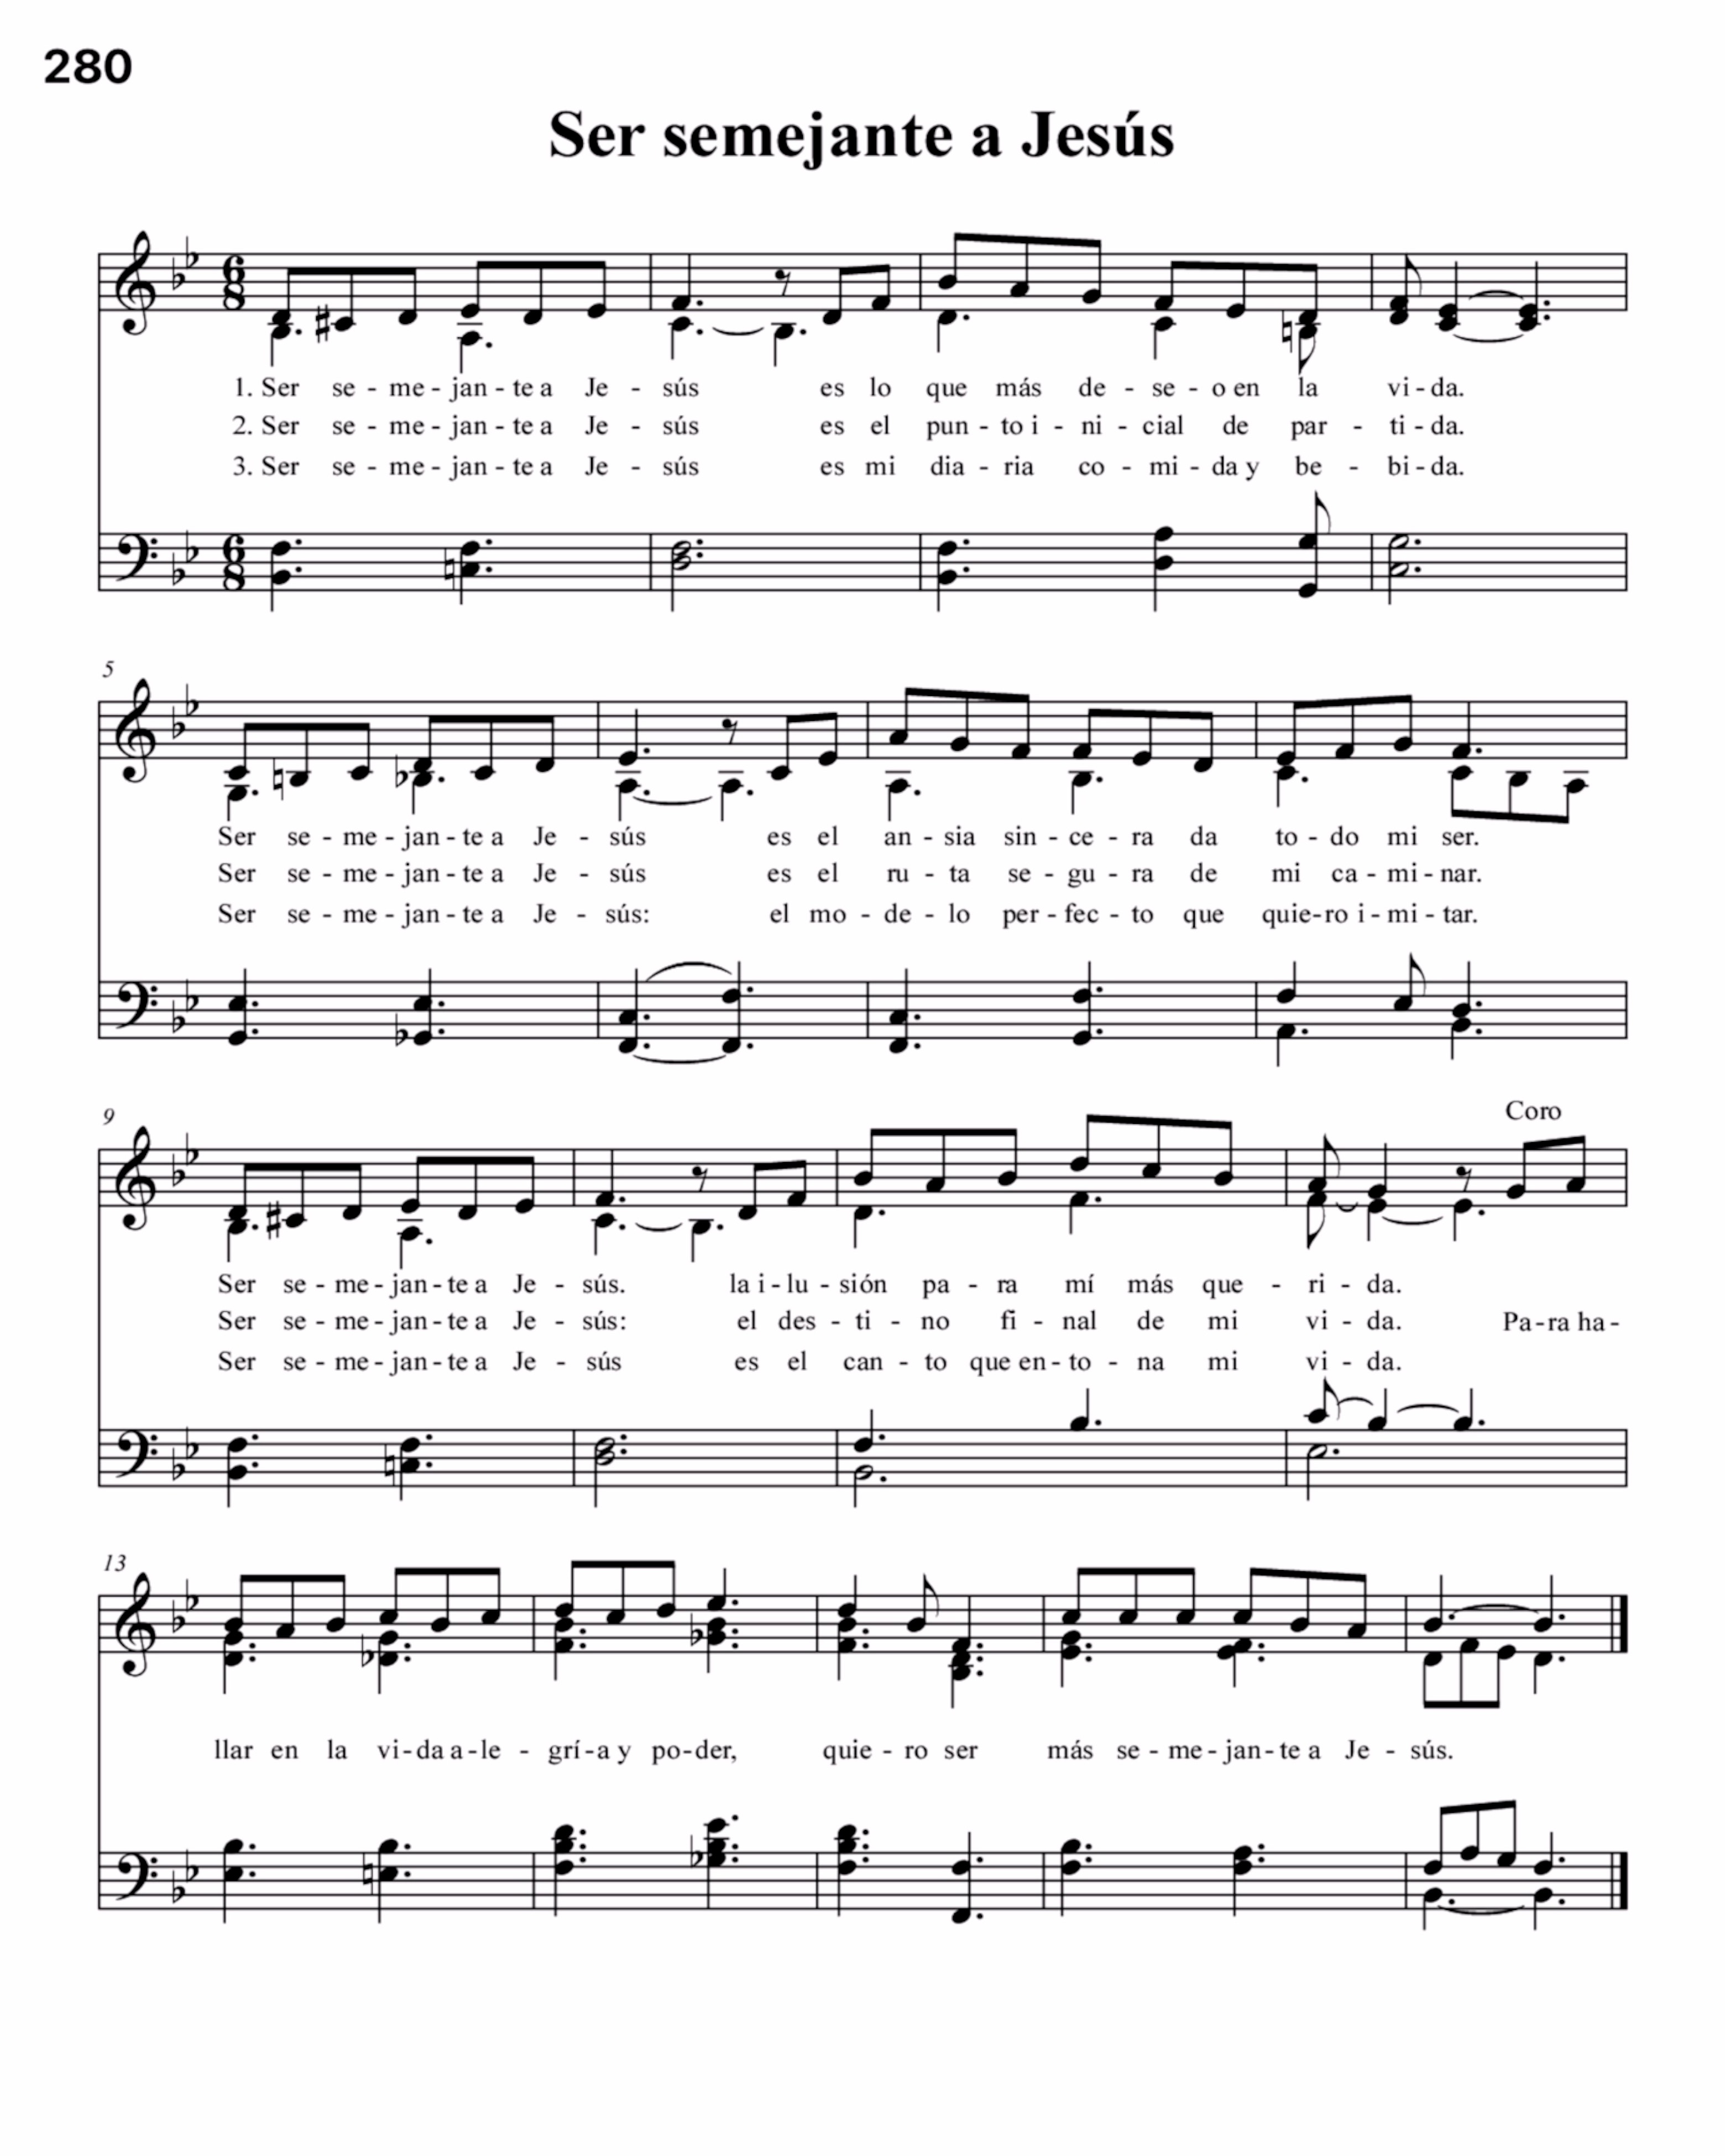 280
Ser semejante a Jesús
6 8
1. Ser se - me - jan - te a Je - sús es lo que más de - se - o en la vi - da.
2. Ser se - me - jan - te a Je - sús es el pun - to i - ni - cial de par - ti - da.
3. Ser se - me - jan - te a Je - sús es mi dia - ria co - mi - da y be - bi - da.
6 8
5
Ser se - me - jan - te a Je - sús es el an - sia sin - ce - ra da to - do mi ser.
Ser se - me - jan - te a Je - sús es el ru - ta se - gu - ra de mi ca - mi - nar.
Ser se - me - jan - te a Je - sús: el mo - de - lo per - fec - to que quie - ro i - mi - tar.
9
Coro
Ser se - me - jan - te a Je - sús. la i - lu - sión pa - ra mí más que - ri - da.
Ser se - me - jan - te a Je - sús: el des - ti - no fi - nal de mi vi - da. Pa - ra ha -
Ser se - me - jan - te a Je - sús es el can - to que en - to - na mi vi - da.
13
llar en la vi - da a - le - grí - a y po - der, quie - ro ser más se - me - jan - te a Je - sús.